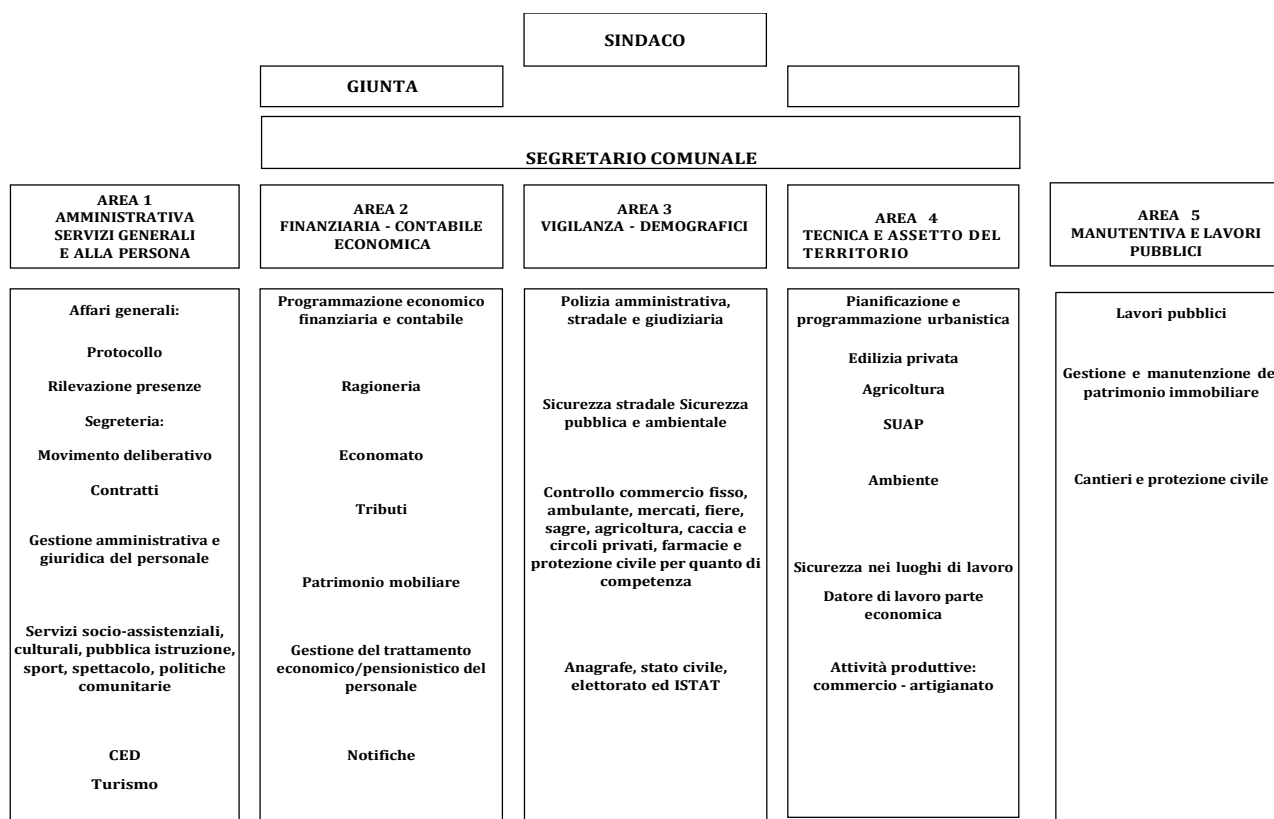 SINDACO
GIUNTA
SEGRETARIO COMUNALE
AREA 1
AMMINISTRATIVA
SERVIZI GENERALI
E ALLA PERSONA
AREA 2
FINANZIARIA - CONTABILE
ECONOMICA
AREA 3
VIGILANZA - DEMOGRAFICI
AREA 4
TECNICA E ASSETTO DEL
TERRITORIO
AREA 5
MANUTENTIVA E LAVORI
PUBBLICI
Affari generali:
Protocollo
Rilevazione presenze
Segreteria:
Movimento deliberativo
Contratti
Gestione amministrativa e
giuridica del personale
Servizi socio-assistenziali,
culturali, pubblica istruzione,
sport, spettacolo, politiche
comunitarie
CED
Turismo
Programmazione economico
finanziaria e contabile
Ragioneria
Economato
Tributi
Patrimonio mobiliare
Gestione del trattamento
economico/pensionistico del
personale
Notifiche
Polizia amministrativa,
stradale e giudiziaria
Sicurezza stradale Sicurezza
pubblica e ambientale
Controllo commercio fisso,
ambulante, mercati, fiere,
sagre, agricoltura, caccia e
circoli privati, farmacie e
protezione civile per quanto di
competenza
Anagrafe, stato civile,
elettorato ed ISTAT
Pianificazione e
programmazione urbanistica
Edilizia privata
Agricoltura
SUAP
Ambiente
Sicurezza nei luoghi di lavoro
Datore di lavoro parte
economica
Attività produttive:
commercio - artigianato
Lavori pubblici
Gestione e manutenzione de
patrimonio immobiliare
Cantieri e protezione civile